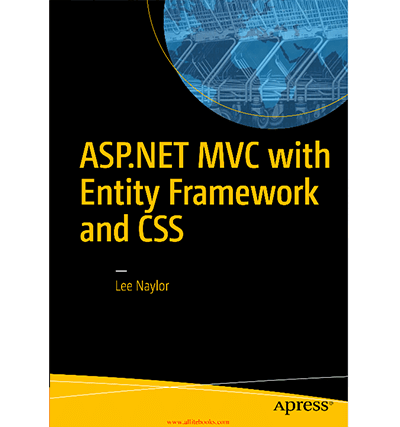 ASP.NET MVC with
Entity Framework
and CSS
Lee Naylor
Apress®
www.allitebooks.com